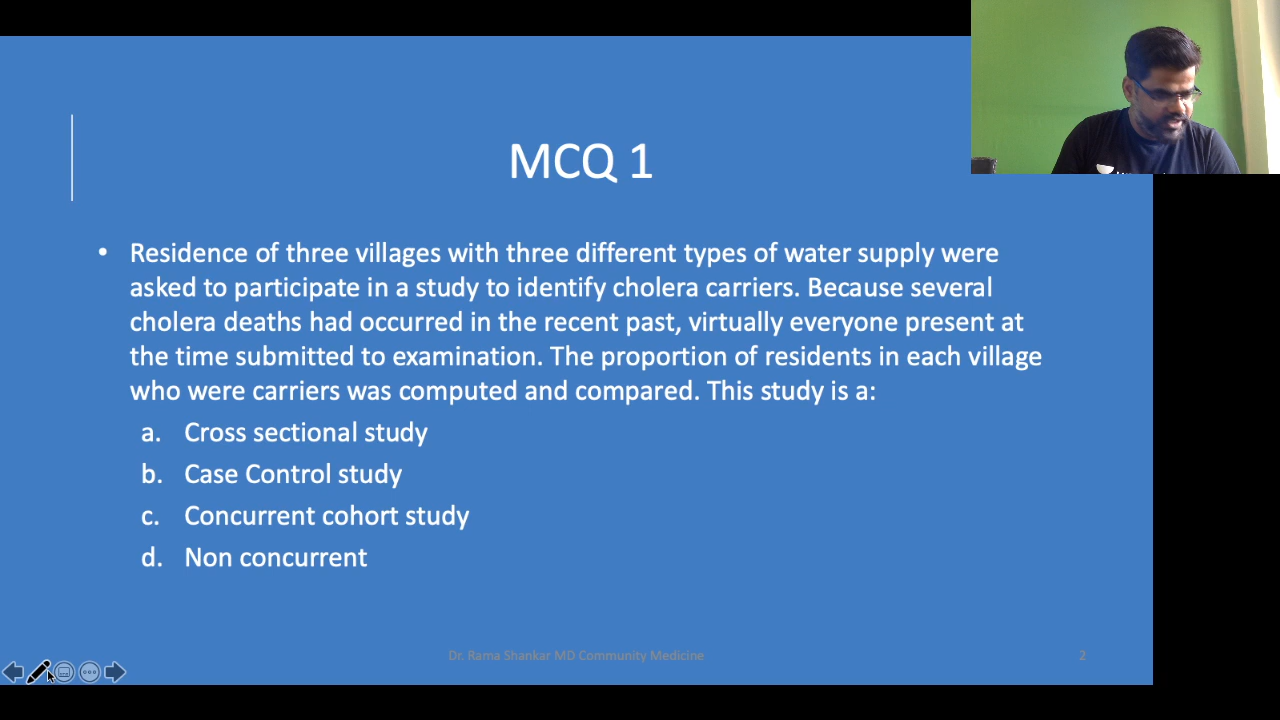 MCQ 1
• Residence of three villages with three different types of water supply were
asked to participate in a study to identify cholera carriers. Because several
cholera deaths had occurred in the recent past, virtually everyone present at
the time submitted to examination. The proportion of residents in each village
who were carriers was computed and compared. This study is a:
a. Cross sectional study
b. Case Control study
c. Concurrent cohort study
d. Non concurrent
Dr. Rama Shankar MD Community Medicine
2